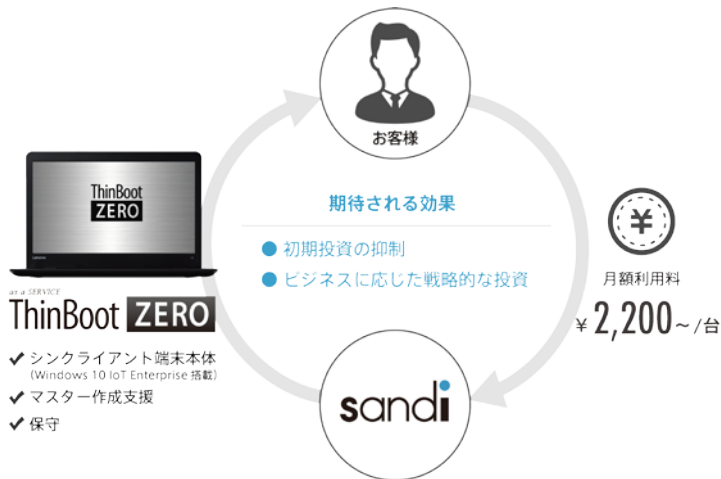 お客様
ThinBoot
ZERO
lenovo
期待される効果
● 初期投資の抑制
● ビジネスに応じた戦略的な投資
¥
月額利用料
¥ 2,200~ /台
as a SERVICE
ThinBoot ZERO
✔ シンクライアント端末本体
(Windows 10 IoT Enterprise 搭載)
✔ マスター作成支援
✔ 保守
sandi